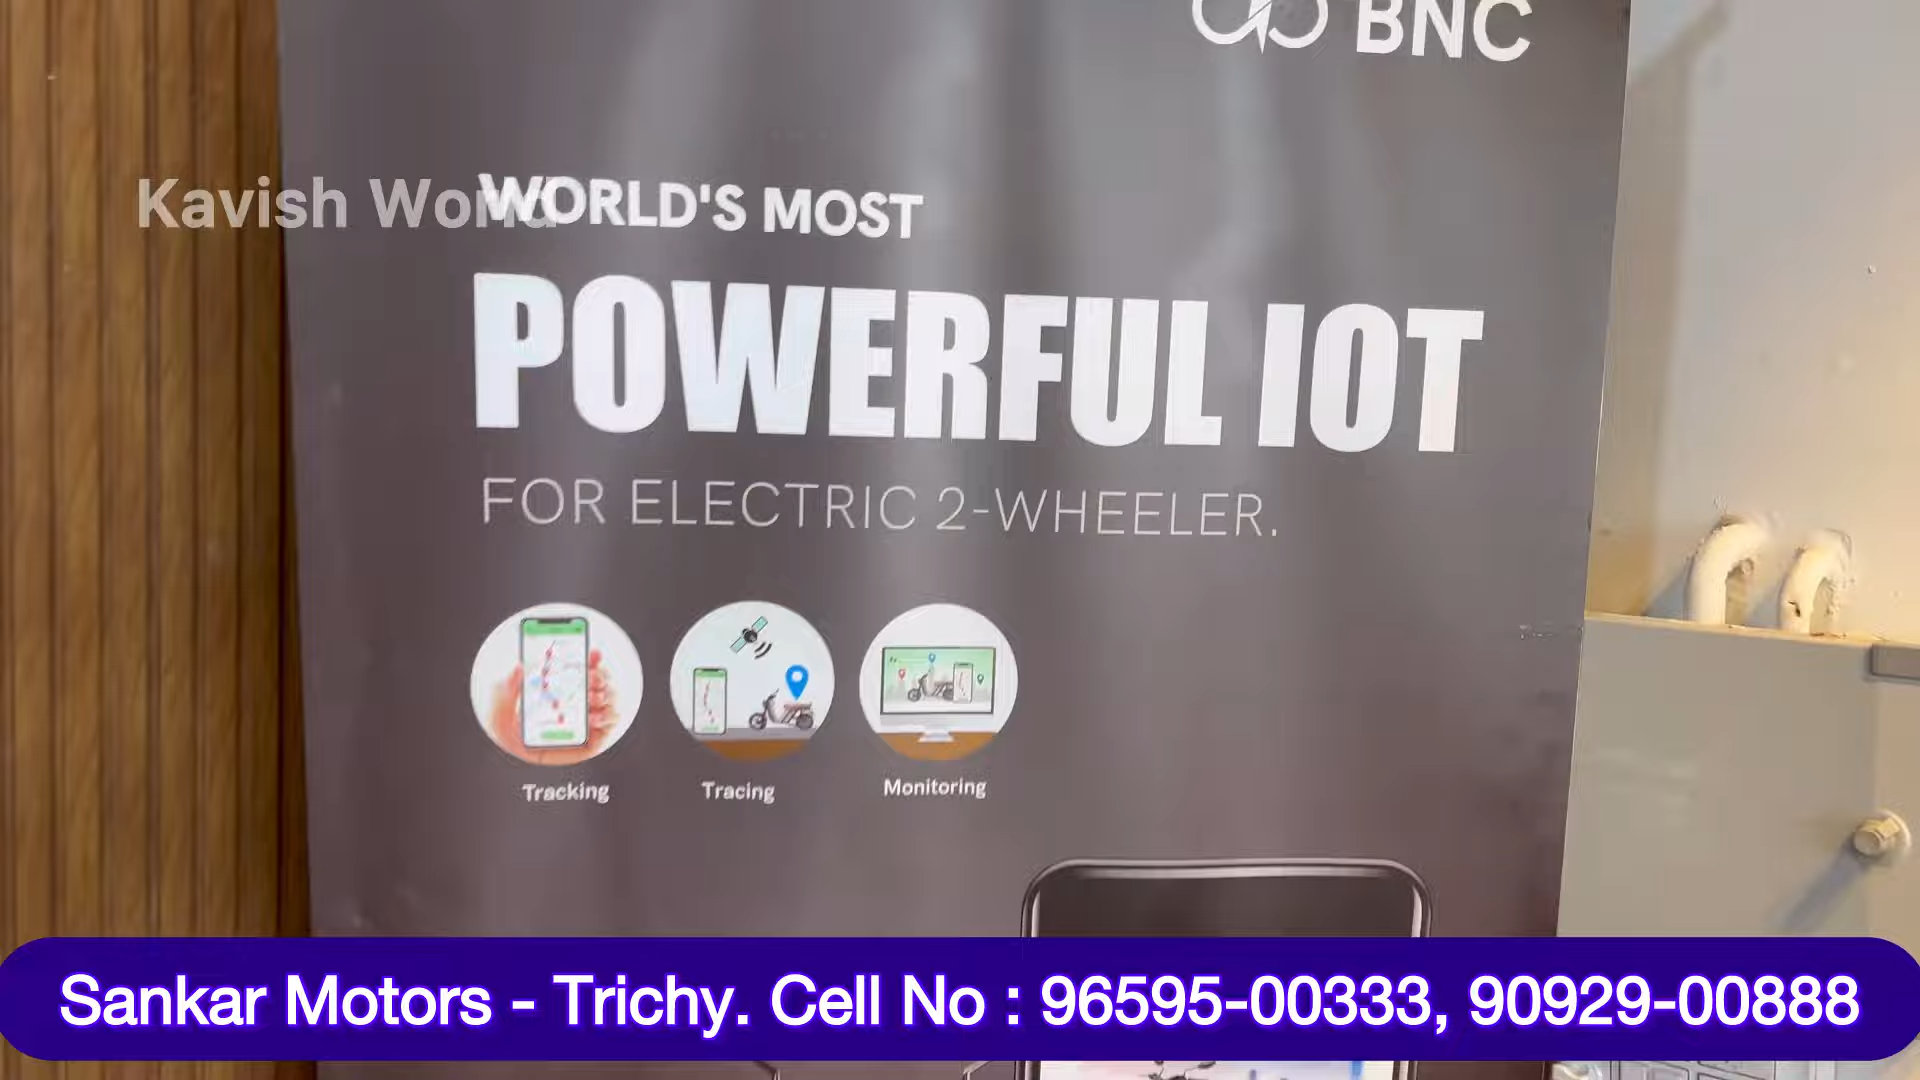 BNC
Kavish World
WORLD'S MOST
POWERFUL IOT
FOR ELECTRIC 2-WHEELER.
Tracking
Tracing
Monitoring
Sankar Motors - Trichy. Cell No : 96595-00333, 90929-00888